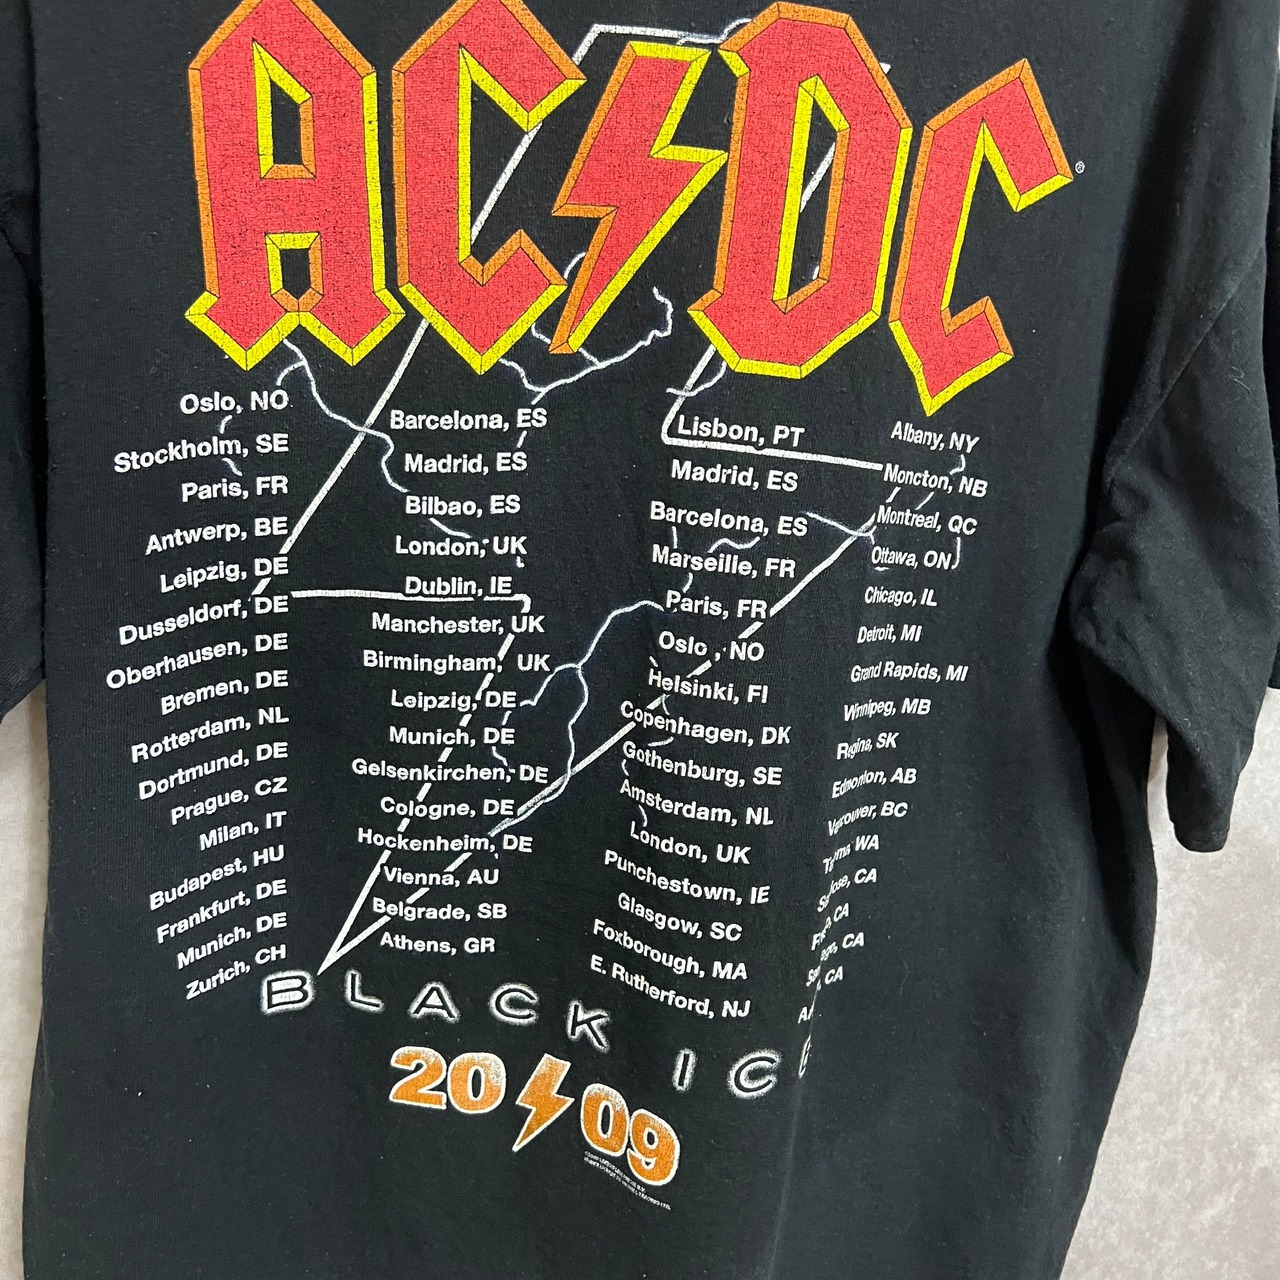 AC DC
®
Oslo, NO
Stockholm, SE
Paris, FR
Antwerp, BE
Leipzig, DE
Dusseldorf, DE
Oberhausen, DE
Bremen, DE
Rotterdam, NL
Dortmund, DE
Prague, CZ
Milan, IT
Budapest, HU
Frankfurt, DE
Munich, DE
Zurich, CH
Barcelona, ES
Madrid, ES
Bilbao, ES
London, UK
Dublin, IE
Manchester, UK
Birmingham, UK
Leipzig, DE
Munich, DE
Gelsenkirchen, DE
Cologne, DE
Hockenheim, DE
Vienna, AU
Belgrade, SB
Athens, GR
Lisbon, PT
Madrid, ES
Barcelona, ES
Marseille, FR
Paris, FR
Oslo , NO
Helsinki, FI
Copenhagen, DK
Gothenburg, SE
Amsterdam, NL
London, UK
Punchestown, IE
Glasgow, SC
Foxborough, MA
E. Rutherford, NJ
Albany, NY
Moncton, NB
Montreal, QC
Ottawa, ON
Chicago, IL
Detroit, MI
Grand Rapids, MI
Winnipeg, MB
Regina, SK
Edmonton, AB
Vancouver, BC
WA
CA
CA
CA
CA
BLACK ICE
20 09